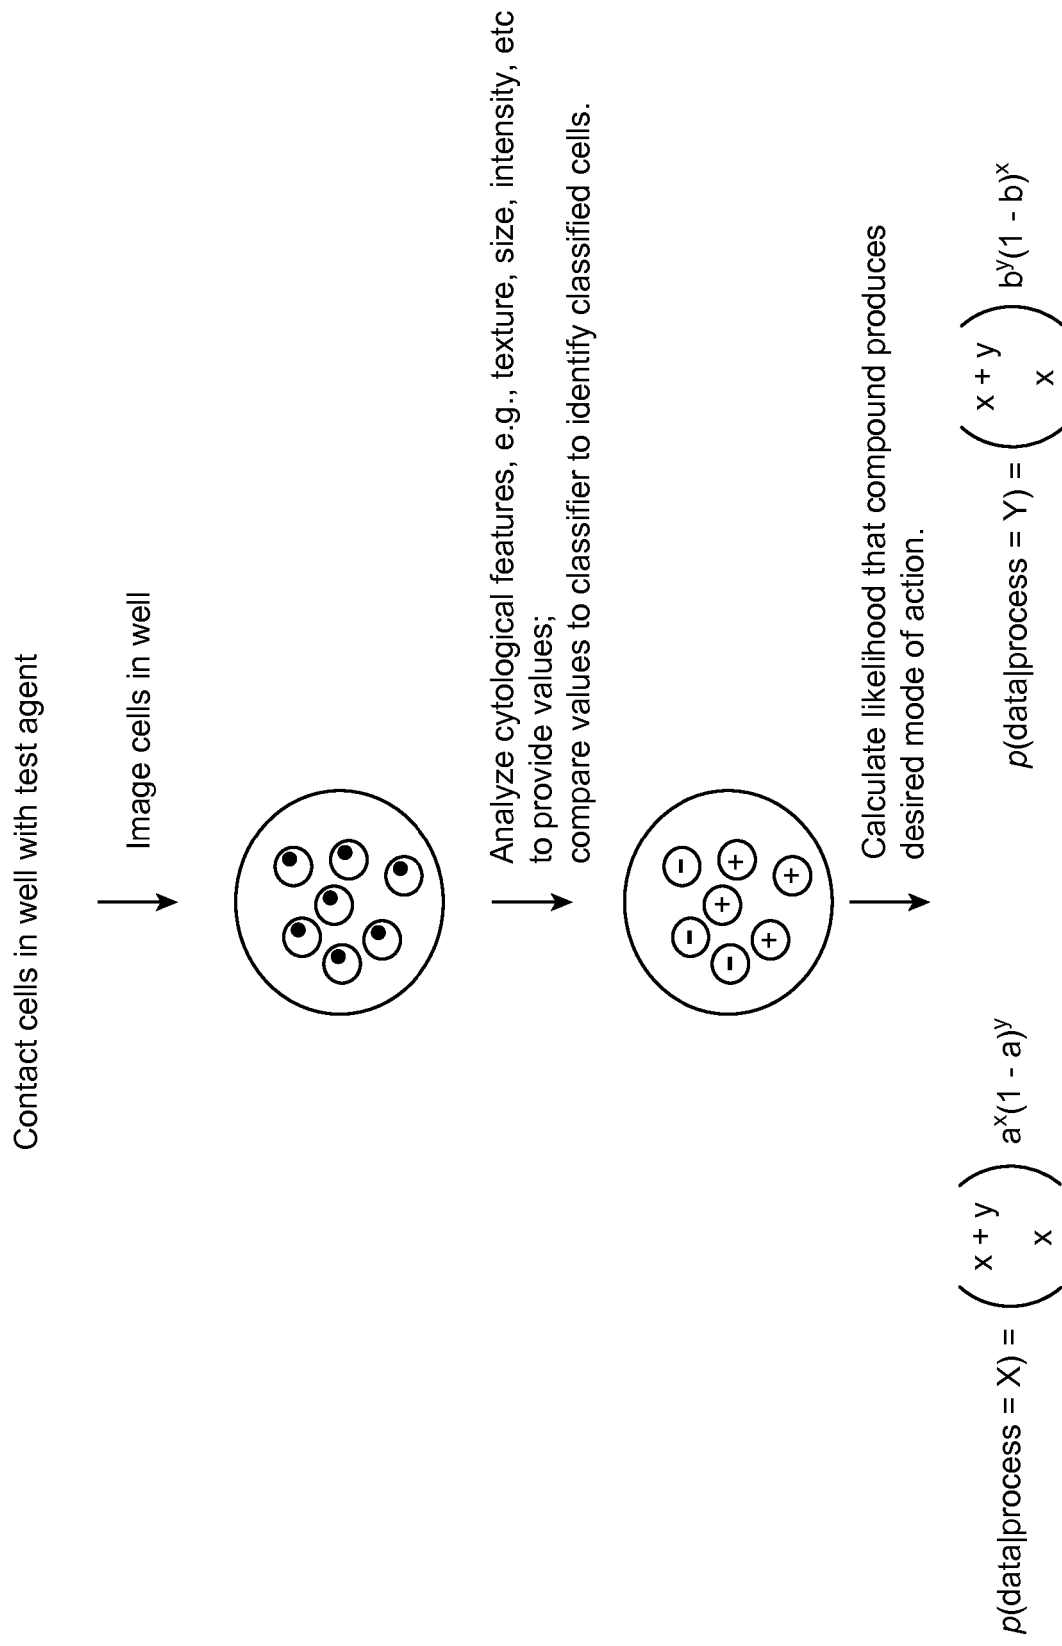 Contact cells in well with test agent
Image cells in well
Analyze cytological features, e.g., texture, size, intensity, etc
to provide values;
compare values to classifier to identify classified cells.
-
+
+
-
+
-
+
Calculate likelihood that compound produces
desired mode of action.
p(data|process = X) = (x + y
x) aˣ(1 - a)ʸ
p(data|process = Y) = (x + y
x) bʸ(1 - b)ˣ